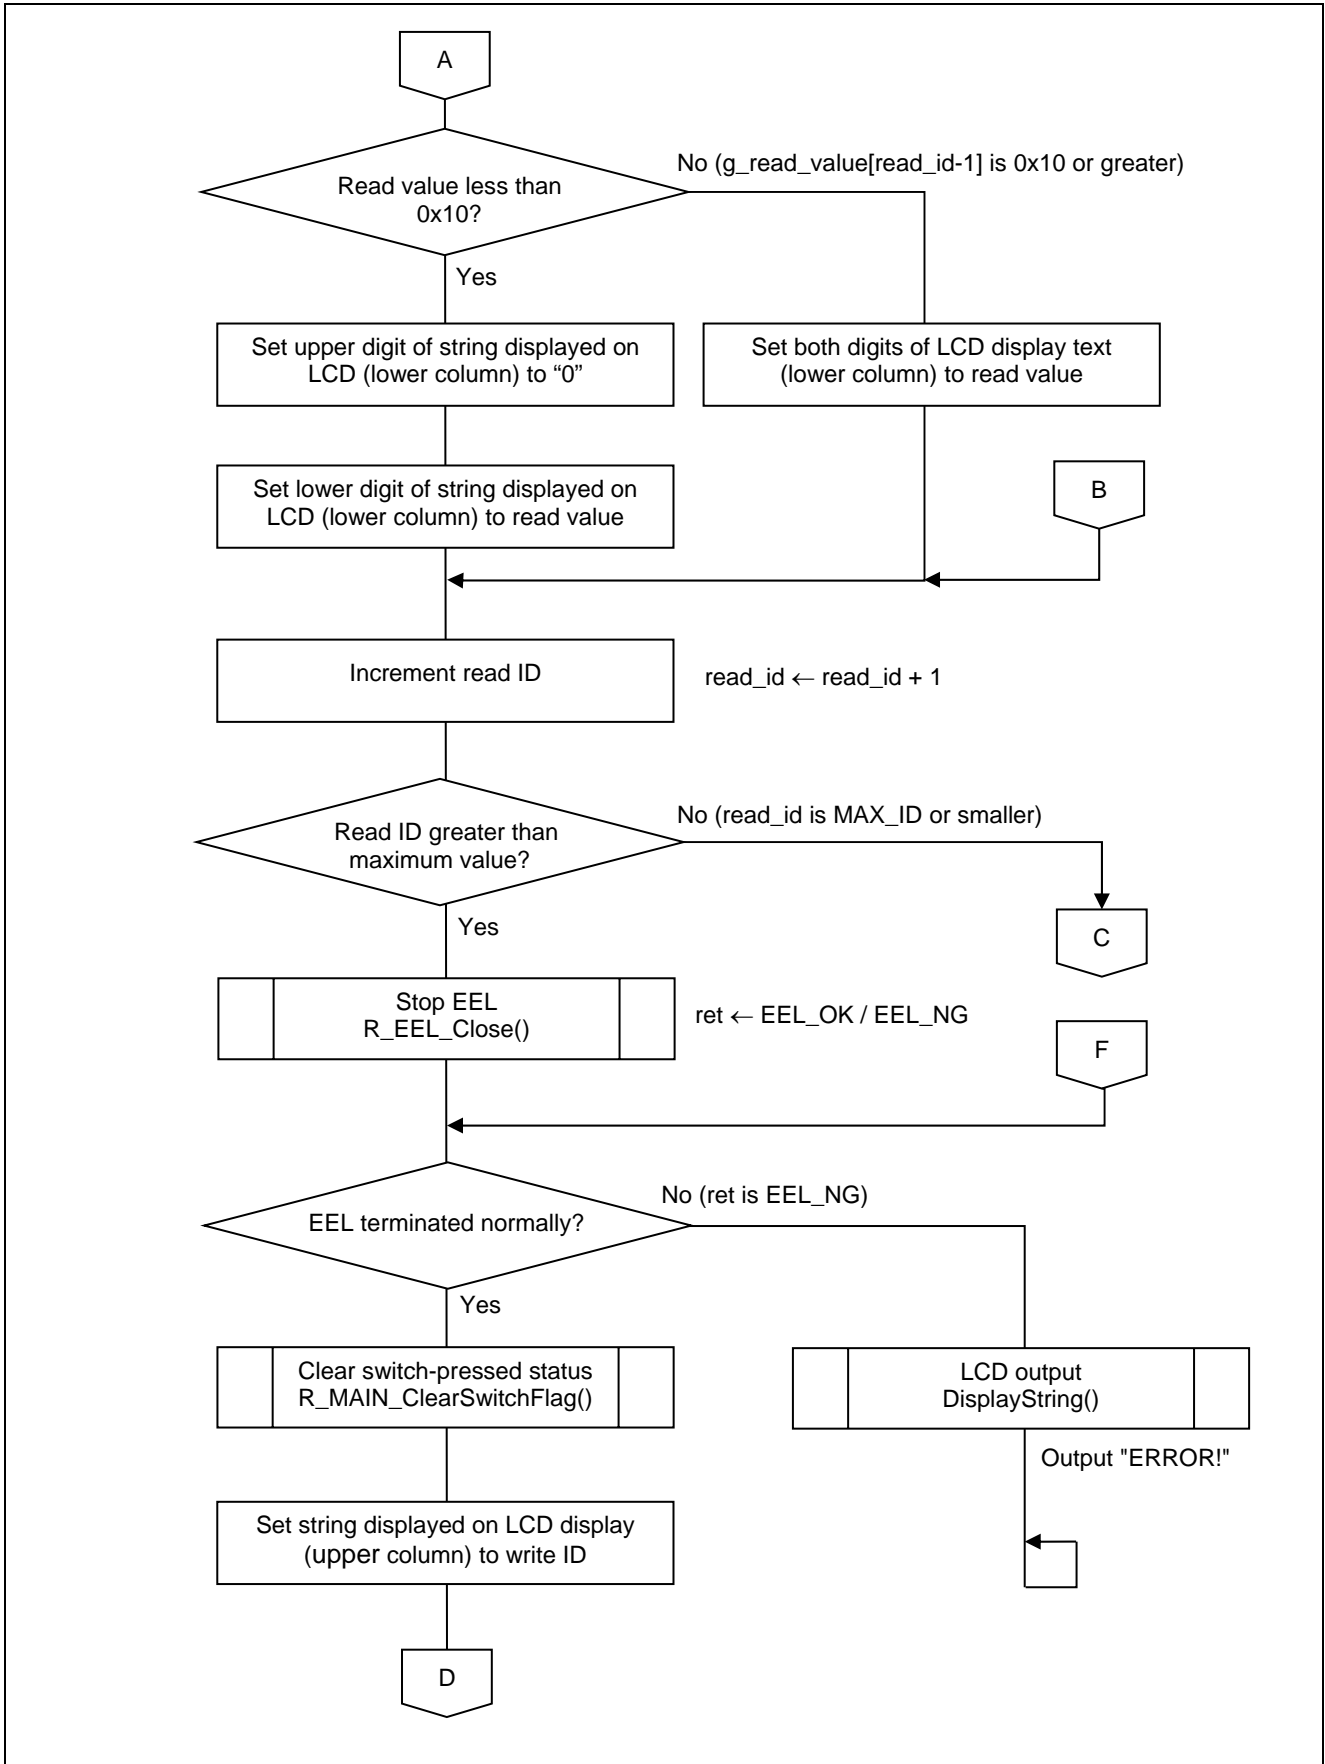 A
No (g_read_value[read_id-1] is 0x10 or greater)
Read value less than
0x10?
Yes
Set upper digit of string displayed on
LCD (lower column) to “0”
Set both digits of LCD display text
(lower column) to read value
Set lower digit of string displayed on
LCD (lower column) to read value
B
Increment read ID
read_id ← read_id + 1
No (read_id is MAX_ID or smaller)
Read ID greater than
maximum value?
Yes
C
Stop EEL
R_EEL_Close()
ret ← EEL_OK / EEL_NG
F
No (ret is EEL_NG)
EEL terminated normally?
Yes
Clear switch-pressed status
R_MAIN_ClearSwitchFlag()
LCD output
DisplayString()
Output "ERROR!"
Set string displayed on LCD display
(upper column) to write ID
D